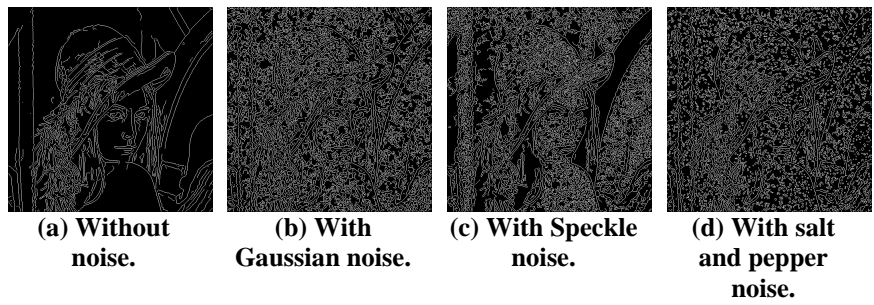 (a) Without
noise.
(b) With
Gaussian noise.
(c) With Speckle
noise.
(d) With salt
and pepper
noise.